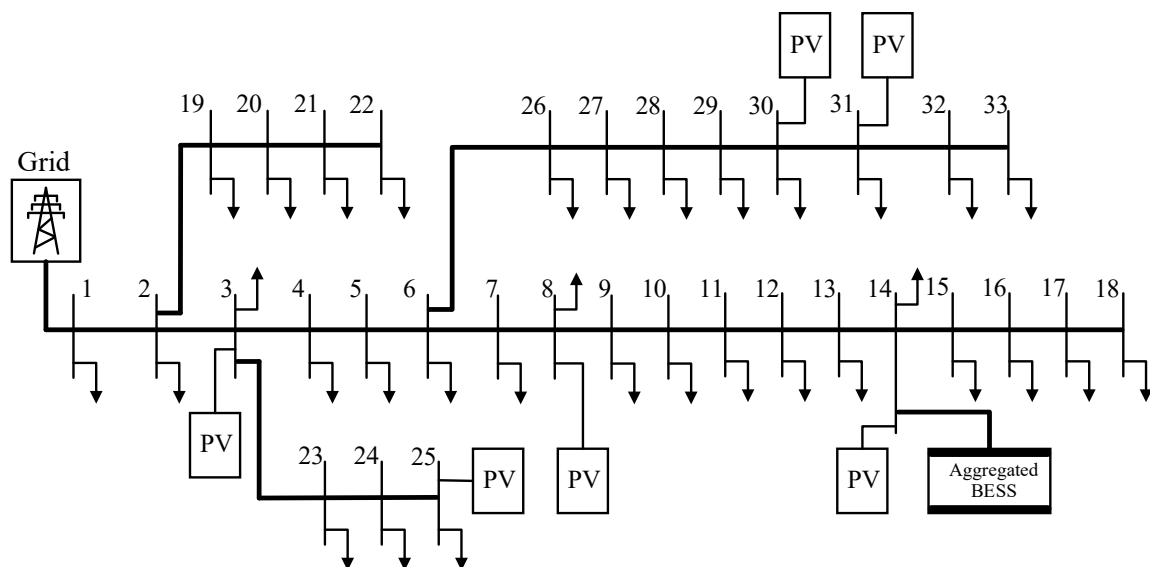 PV PV
19 20 21 22 26 27 28 29 30 31 32 33
Grid
1 2 3 4 5 6 7 8 9 10 11 12 13 14 15 16 17 18
PV
23 24 25 PV PV PV Aggregated
BESS